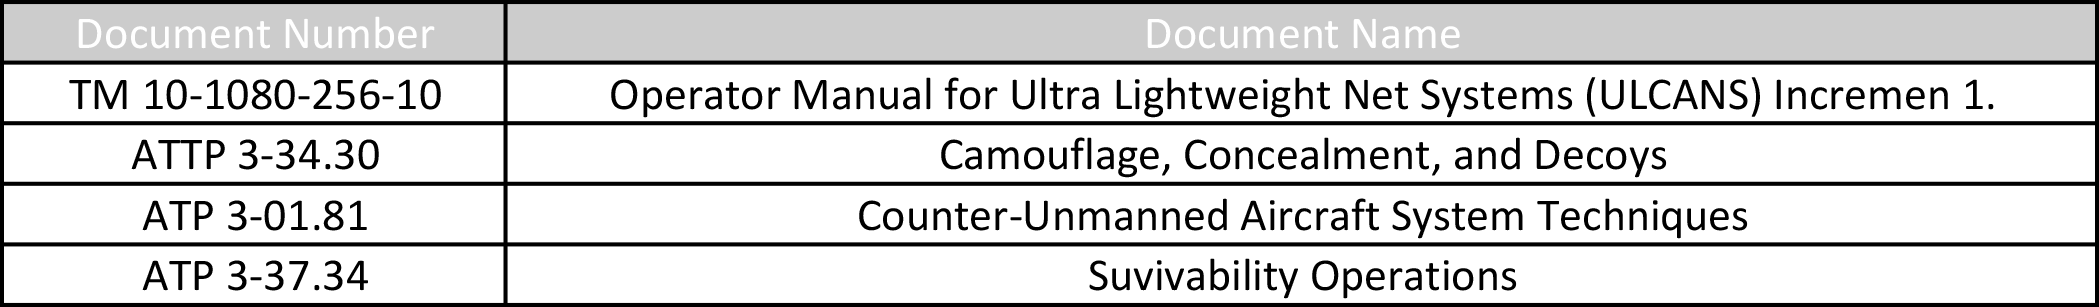 Document Number Document Name
TM 10-1080-256-10 Operator Manual for Ultra Lightweight Net Systems (ULCANS) Incremen 1.
ATTP 3-34.30 Camouflage, Concealment, and Decoys
ATP 3-01.81 Counter-Unmanned Aircraft System Techniques
ATP 3-37.34 Suvivability Operations